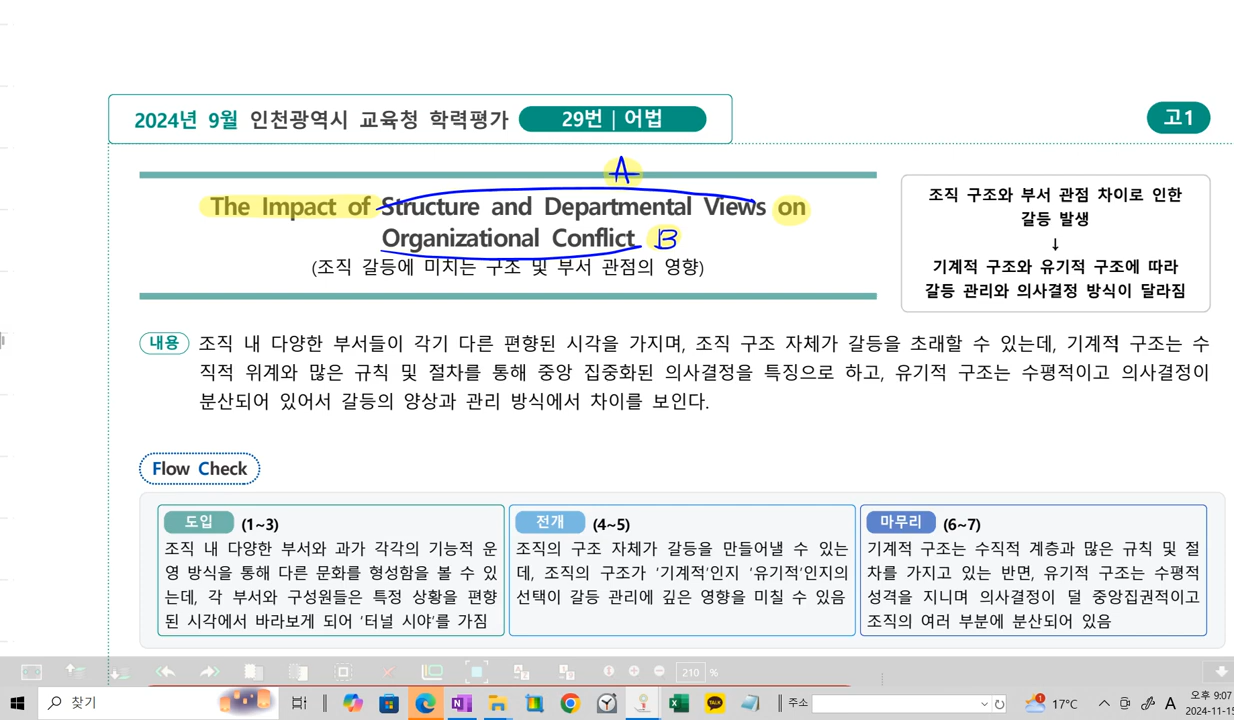 2024년 9월 인천광역시 교육청 학력평가 29번 | 어법
고1
A
The Impact of Structure and Departmental Views on
Organizational Conflict B
(조직 갈등에 미치는 구조 및 부서 관점의 영향)
조직 구조와 부서 관점 차이로 인한
갈등 발생
↓
기계적 구조와 유기적 구조에 따라
갈등 관리와 의사결정 방식이 달라짐
내용 조직 내 다양한 부서들이 각기 다른 편향된 시각을 가지며, 조직 구조 자체가 갈등을 초래할 수 있는데, 기계적 구조는 수
직적 위계와 많은 규칙 및 절차를 통해 중앙 집중화된 의사결정을 특징으로 하고, 유기적 구조는 수평적이고 의사결정이
분산되어 있어서 갈등의 양상과 관리 방식에서 차이를 보인다.
Flow Check
도입 (1~3)
조직 내 다양한 부서와 과가 각각의 기능적 운
영 방식을 통해 다른 문화를 형성함을 볼 수 있
는데, 각 부서와 구성원들은 특정 상황을 편향
된 시각에서 바라보게 되어 '터널 시야'를 가짐
전개 (4~5)
조직의 구조 자체가 갈등을 만들어낼 수 있는
데, 조직의 구조가 '기계적'인지 '유기적'인지의
선택이 갈등 관리에 깊은 영향을 미칠 수 있음
마무리 (6~7)
기계적 구조는 수직적 계층과 많은 규칙 및 절
차를 가지고 있는 반면, 유기적 구조는 수평적
성격을 지니며 의사결정이 덜 중앙집권적이고
조직의 여러 부분에 분산되어 있음
210 %
찾기
주소
17°C
A
오후 9:07
2024-11-15